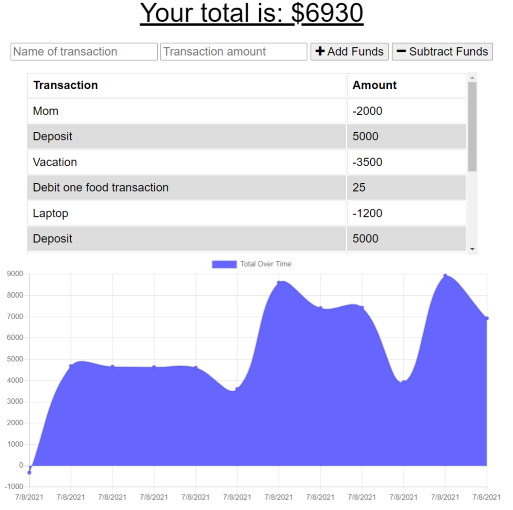 Your total is: $6930
Name of transaction Transaction amount + Add Funds − Subtract Funds
Transaction Amount
Mom -2000
Deposit 5000
Vacation -3500
Debit one food transaction 25
Laptop -1200
Deposit 5000
Total Over Time
9000
8000
7000
6000
5000
4000
3000
2000
1000
0
-1000
7/8/2021 7/8/2021 7/8/2021 7/8/2021 7/8/2021 7/8/2021 7/8/2021 7/8/2021 7/8/2021 7/8/2021 7/8/2021 7/8/2021